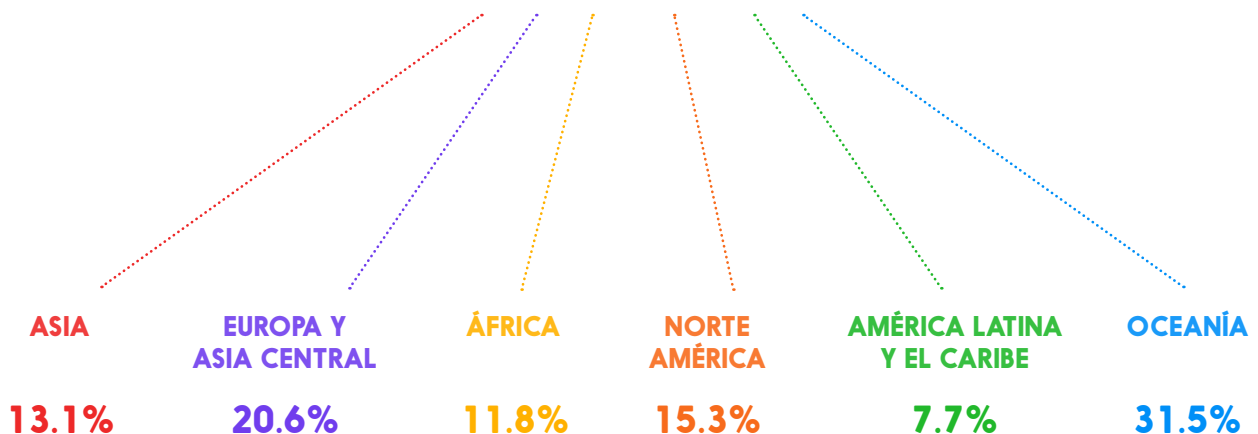 ASIA
EUROPA Y
ASIA CENTRAL
ÁFRICA
NORTE
AMÉRICA
AMÉRICA LATINA
Y EL CARIBE
OCEANÍA
13.1%
20.6%
11.8%
15.3%
7.7%
31.5%